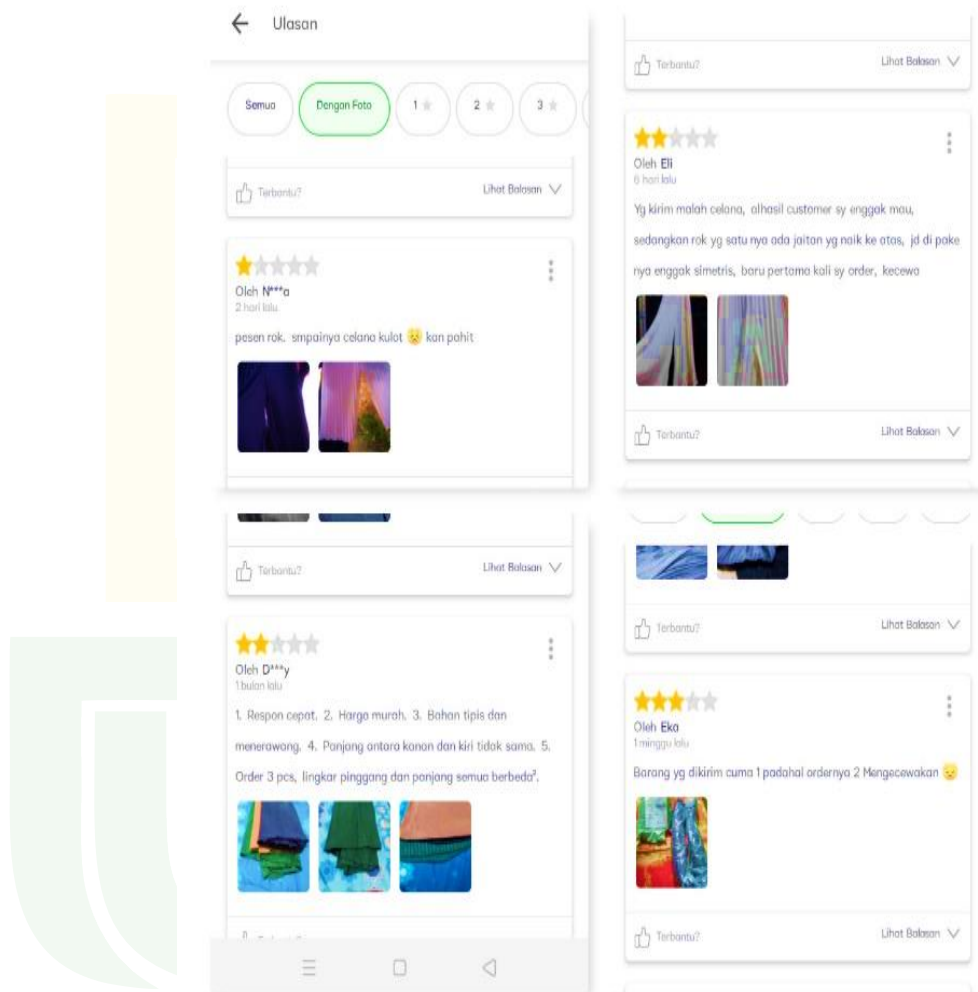 Ulasan
Semua
Dengan Foto
1
2
3
Terbantu?
Lihat Balasan
Oleh N***a
2 hari lalu
pesen rok. smpainya celana kulot 😟 kan pahit
Terbantu?
Lihat Balasan
Oleh Eli
6 hari lalu
Yg kirim malah celana, alhasil customer sy enggak mau,
sedangkan rok yg satu nya ada jaitan yg naik ke atas, jd di pake
nya enggak simetris, baru pertama kali sy order, kecewa
Terbantu?
Lihat Balasan
Terbantu?
Lihat Balasan
Oleh D***y
1 bulan lalu
1. Respon cepat. 2. Harga murah. 3. Bahan tipis dan
menerawang. 4. Panjang antara kanan dan kiri tidak sama. 5.
Order 3 pcs, lingkar pinggang dan panjang semua berbeda².
Terbantu?
Lihat Balasan
Oleh Eka
1 minggu lalu
Barang yg dikirim cuma 1 padahal ordernya 2 Mengecewakan 😟
Terbantu?
Lihat Balasan